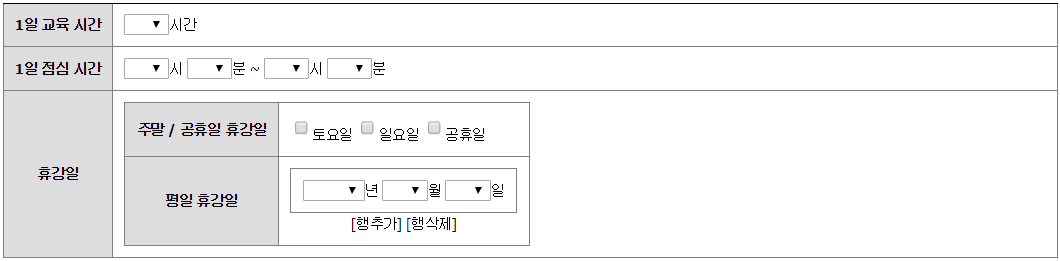 1일 교육 시간 시간
1일 점심 시간 시 분 ~ 시 분
휴강일
주말 / 공휴일 휴강일 토요일 일요일 공휴일
평일 휴강일 년 월 일
[행추가] [행삭제]